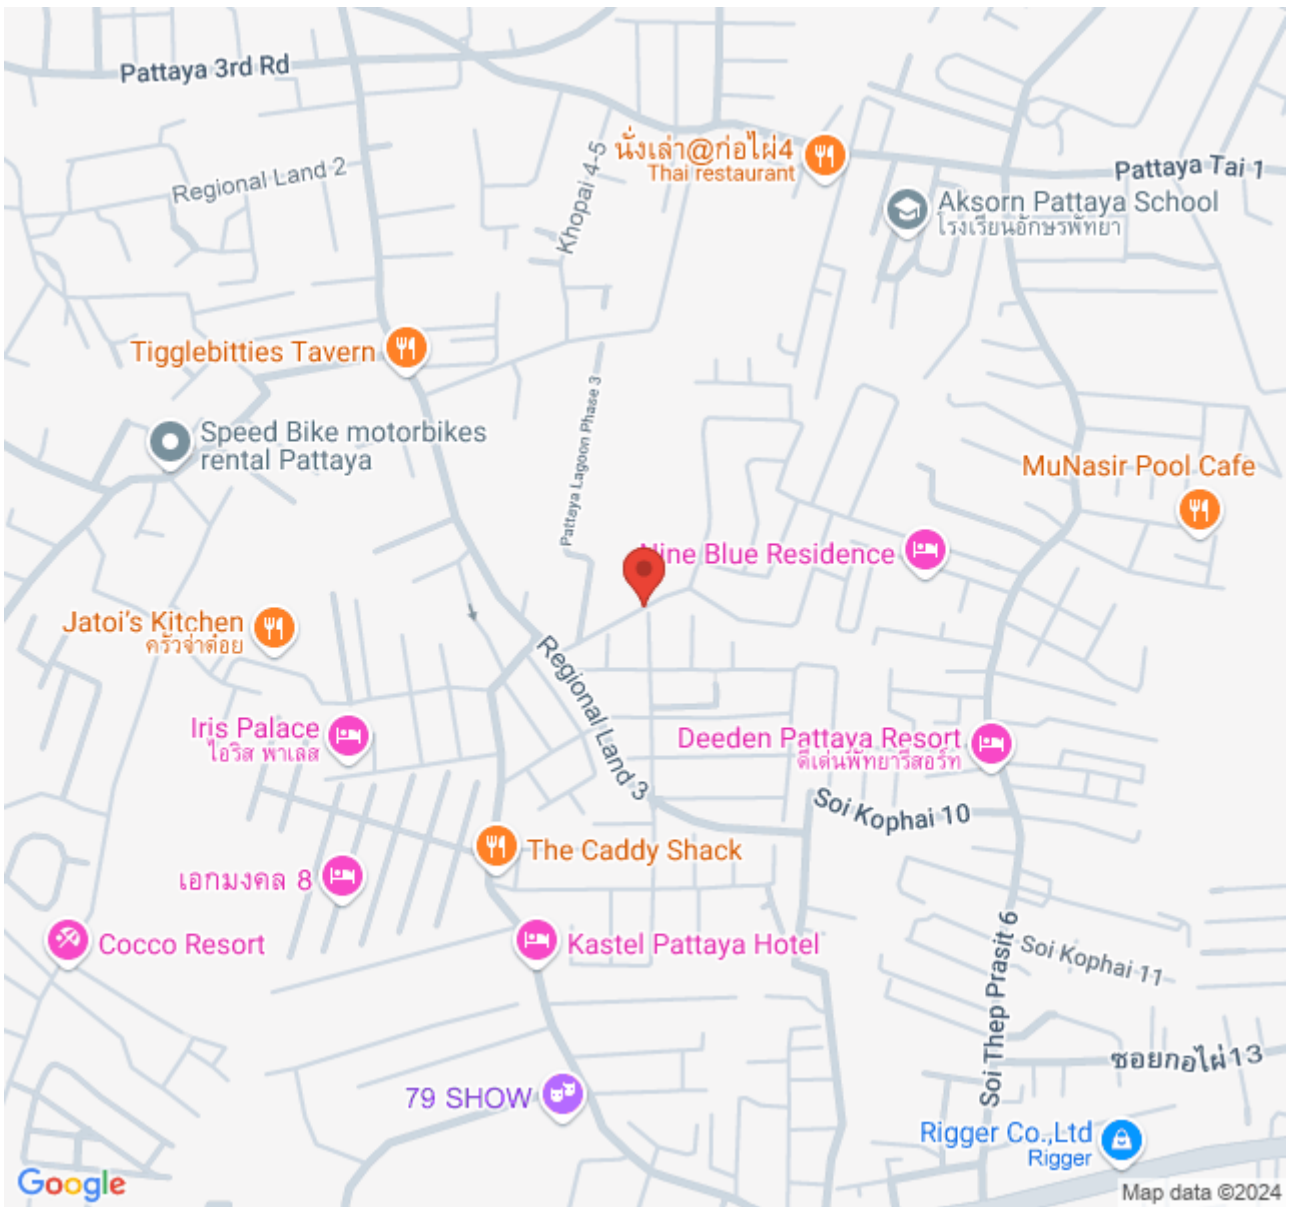 Pattaya 3rd Rd
Regional Land 2
Khopai 4-5
นั่งเล่า@ก่อไผ่4
Thai restaurant
Pattaya Tai 1
Aksorn Pattaya School
โรงเรียนอักษรพัทยา
Tigglebitties Tavern
Speed Bike motorbikes
rental Pattaya
Pattaya Lagoon Phase 3
MuNasir Pool Cafe
Nine Blue Residence
Jatoi's Kitchen
ครัวจ่าต๋อย
Regional Land 3
Iris Palace
ไอริส พาเลส
Deeden Pattaya Resort
ดีเด่นพัทยารีสอร์ท
Soi Kophai 10
The Caddy Shack
เอกมงคล 8
Cocco Resort
Kastel Pattaya Hotel
Soi Thep Prasit 6
Soi Kophai 11
ซอยกอไผ่13
79 SHOW
Rigger Co.,Ltd
Rigger
Google
Map data ©2024